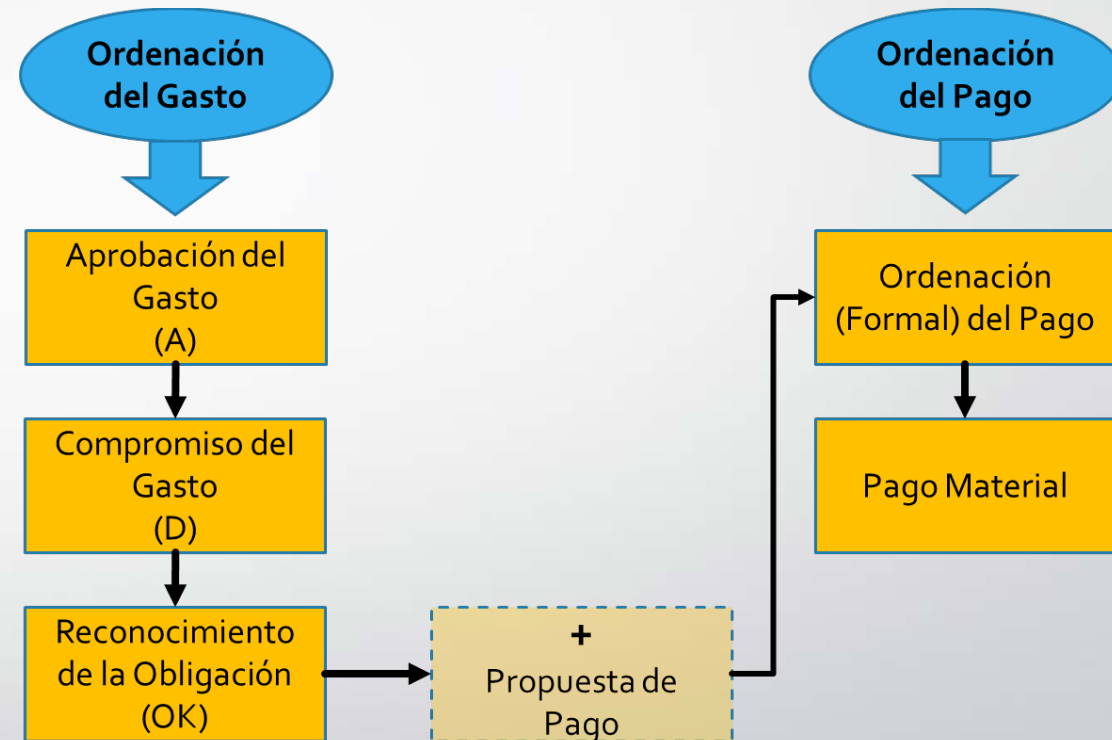 Ordenación
del Gasto
Aprobación del
Gasto
(A)
Compromiso del
Gasto
(D)
Reconocimiento
de la Obligación
(OK)
+
Propuesta de
Pago
Ordenación
del Pago
Ordenación
(Formal) del Pago
Pago Material